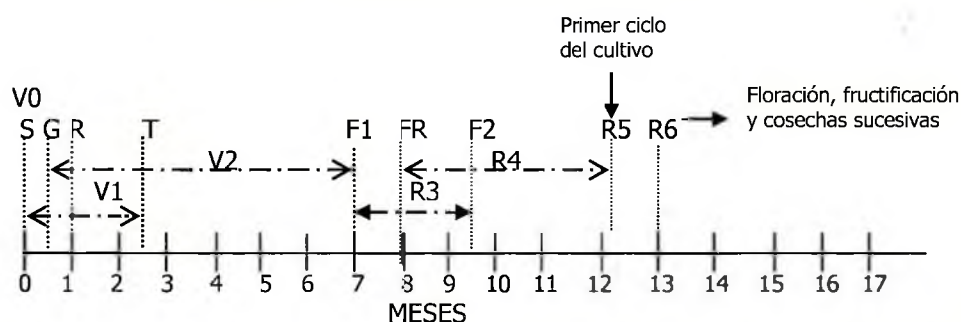 Primer ciclo
del cultivo
V0
Floración, fructificación
y cosechas sucesivas
S G R T F1 FR F2 R5 R6
V2 R4
V1 R3
0 1 2 3 4 5 6 7 8 9 10 11 12 13 14 15 16 17
MESES